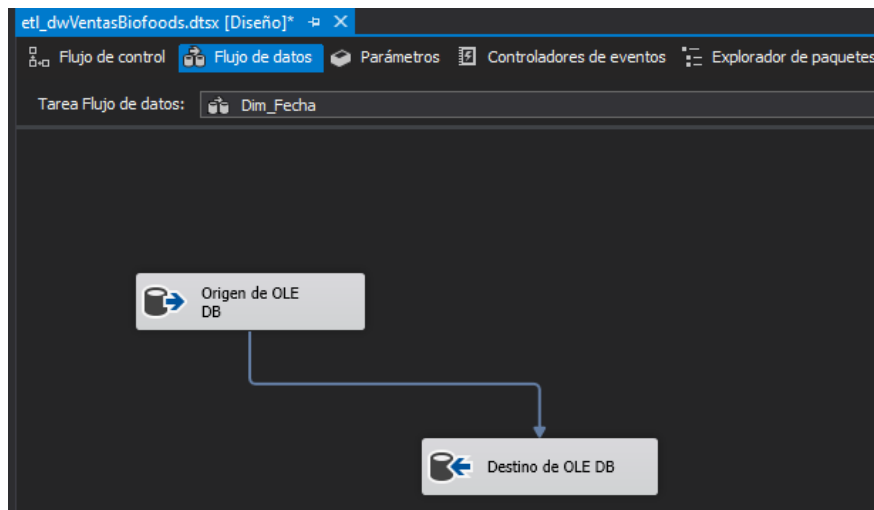 etl_dwVentasBiofoods.dtsx [Diseño]*
Flujo de control Flujo de datos Parámetros Controladores de eventos Explorador de paquetes
Tarea Flujo de datos: Dim_Fecha
Origen de OLE
DB
Destino de OLE DB